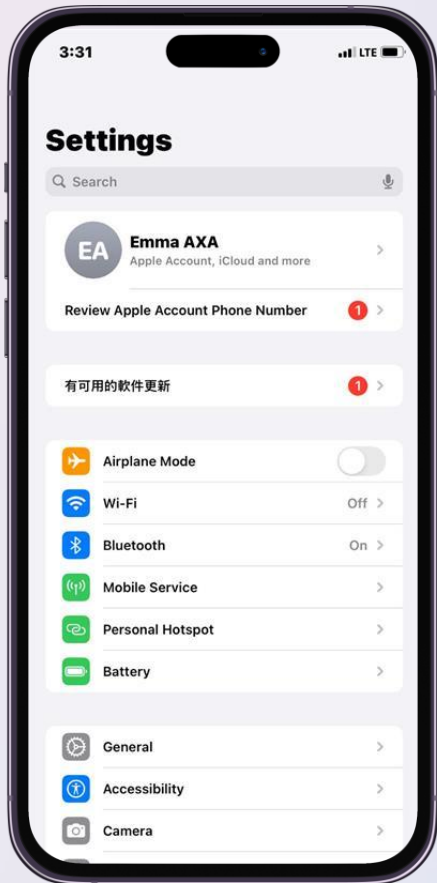 3:31
LTE
Settings
Search
EA
Emma AXA
Apple Account, iCloud and more
Review Apple Account Phone Number
1
有可用的軟件更新
1
Airplane Mode
Wi-Fi
Off
Bluetooth
On
Mobile Service
Personal Hotspot
Battery
General
Accessibility
Camera